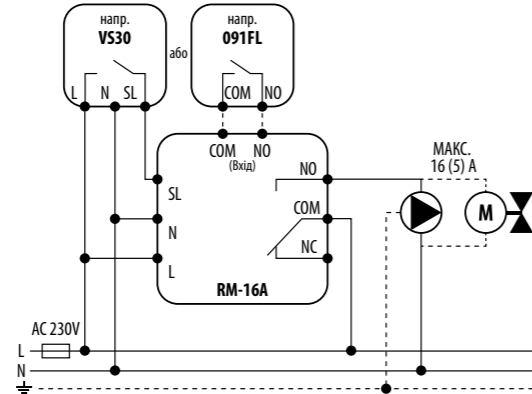 напр.
VS30
L N SL
або
напр.
091FL
COM NO
COM NO
(Вхід)
SL
N
L
NO
COM
NC
RM-16A
МАКС.
16 (5) A
M
AC 230V
L
N